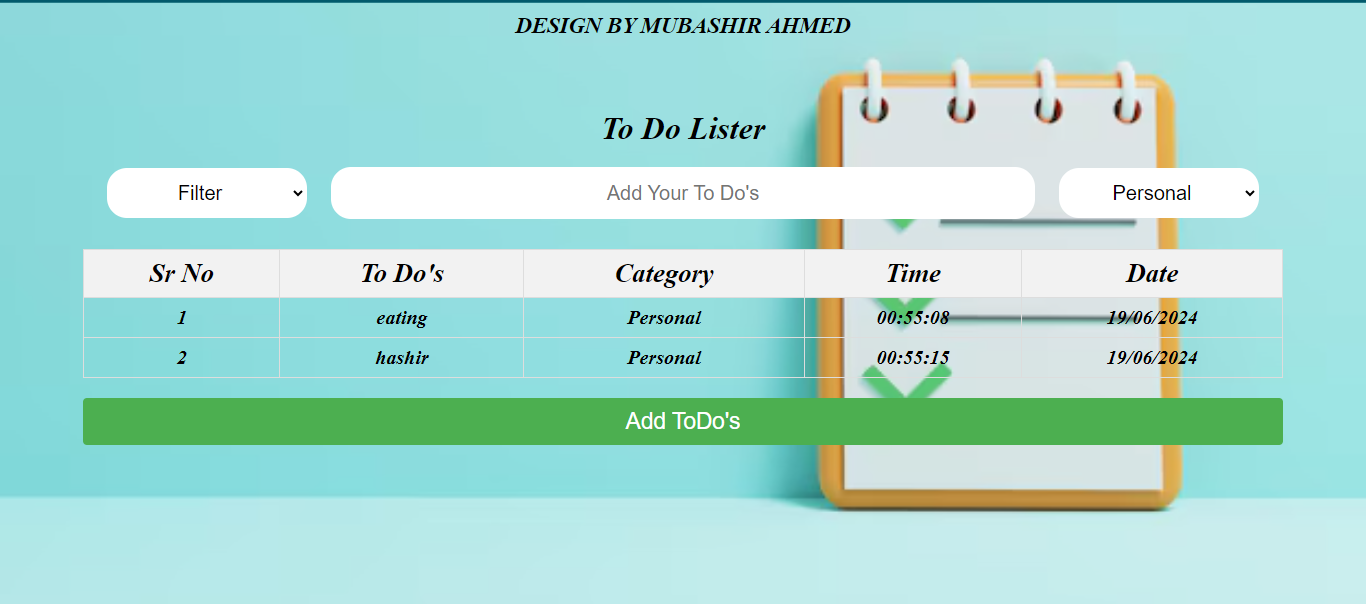 DESIGN BY MUBASHIR AHMED
To Do Lister
Filter Add Your To Do's Personal
Sr No To Do's Category Time Date
1 eating Personal 00:55:08 19/06/2024
2 hashir Personal 00:55:15 19/06/2024
Add ToDo's